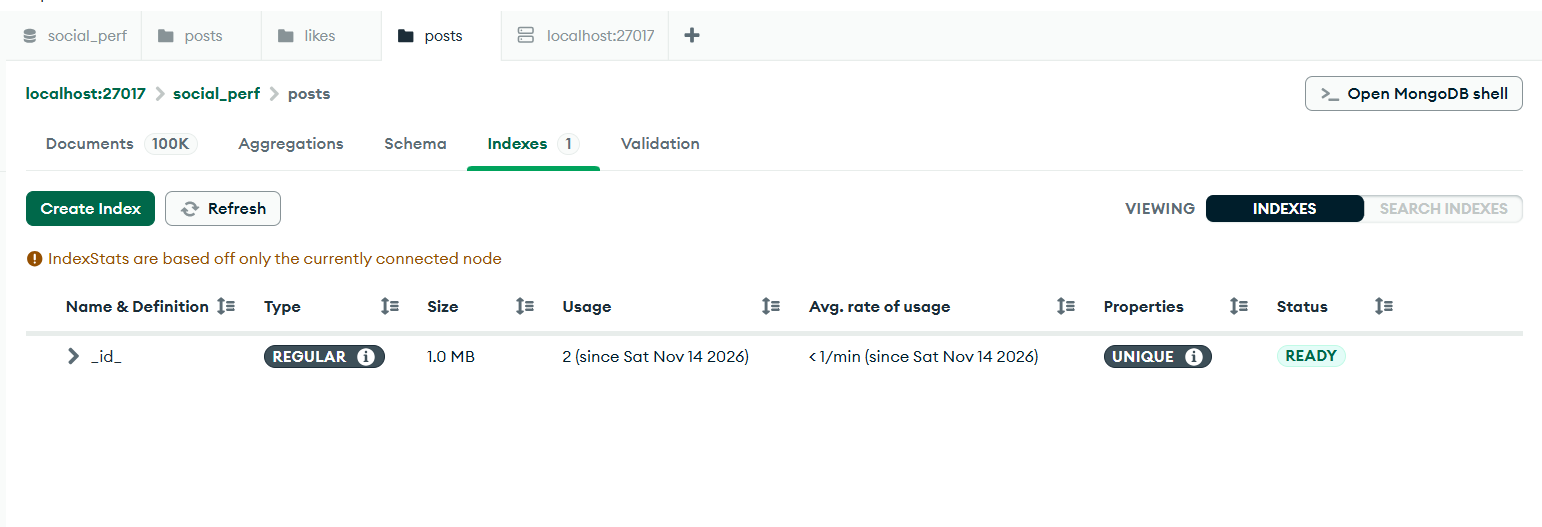 social_perf posts likes posts localhost:27017
localhost:27017 social_perf posts >_ Open MongoDB shell
Documents 100K Aggregations Schema Indexes 1 Validation
Create Index Refresh VIEWING INDEXES SEARCH INDEXES
IndexStats are based off only the currently connected node
Name & Definition Type Size Usage Avg. rate of usage Properties Status
_id_ REGULAR 1.0 MB 2 (since Sat Nov 14 2026) < 1/min (since Sat Nov 14 2026) UNIQUE READY